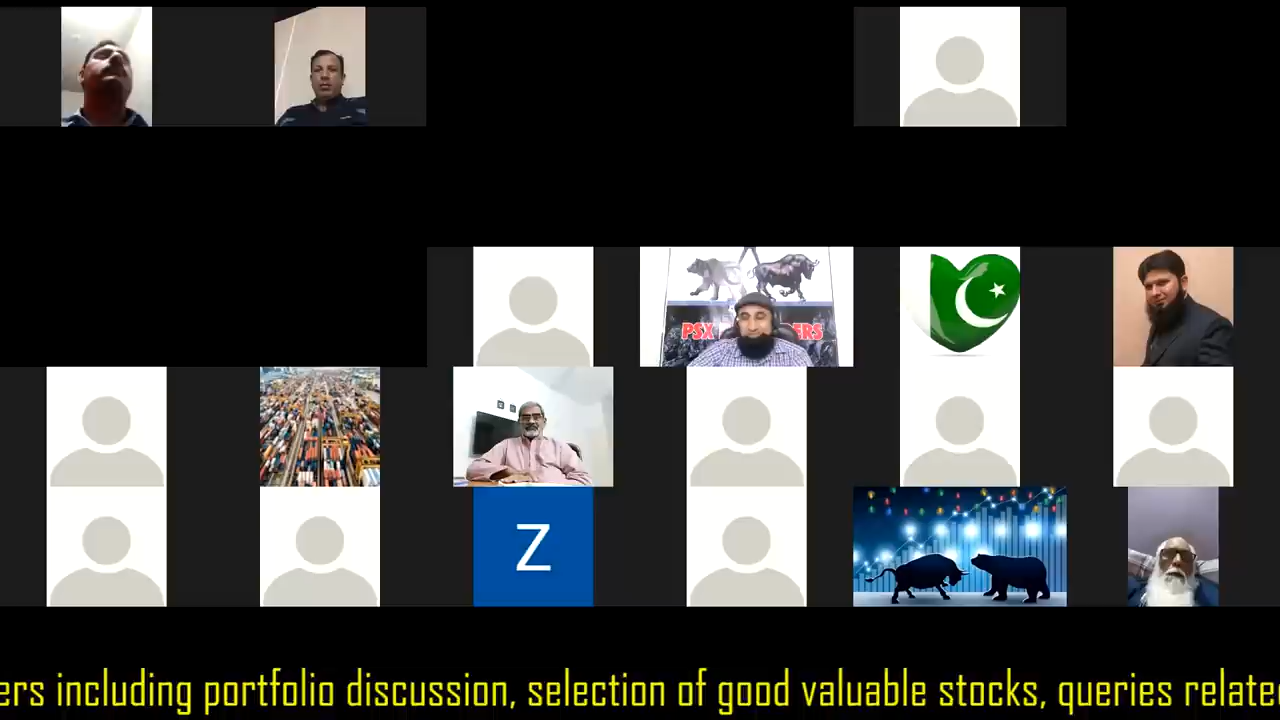 PSX
ERS
Z
ers including portfolio discussion, selection of good valuable stocks, queries relate